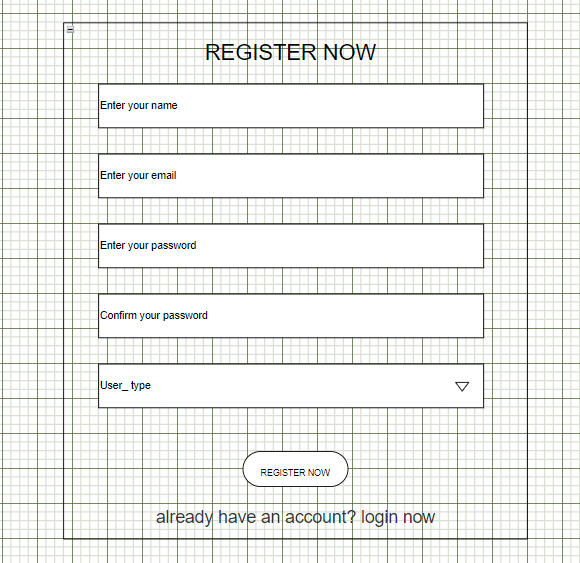 REGISTER NOW
Enter your name
Enter your email
Enter your password
Confirm your password
User_ type
REGISTER NOW
already have an account? login now